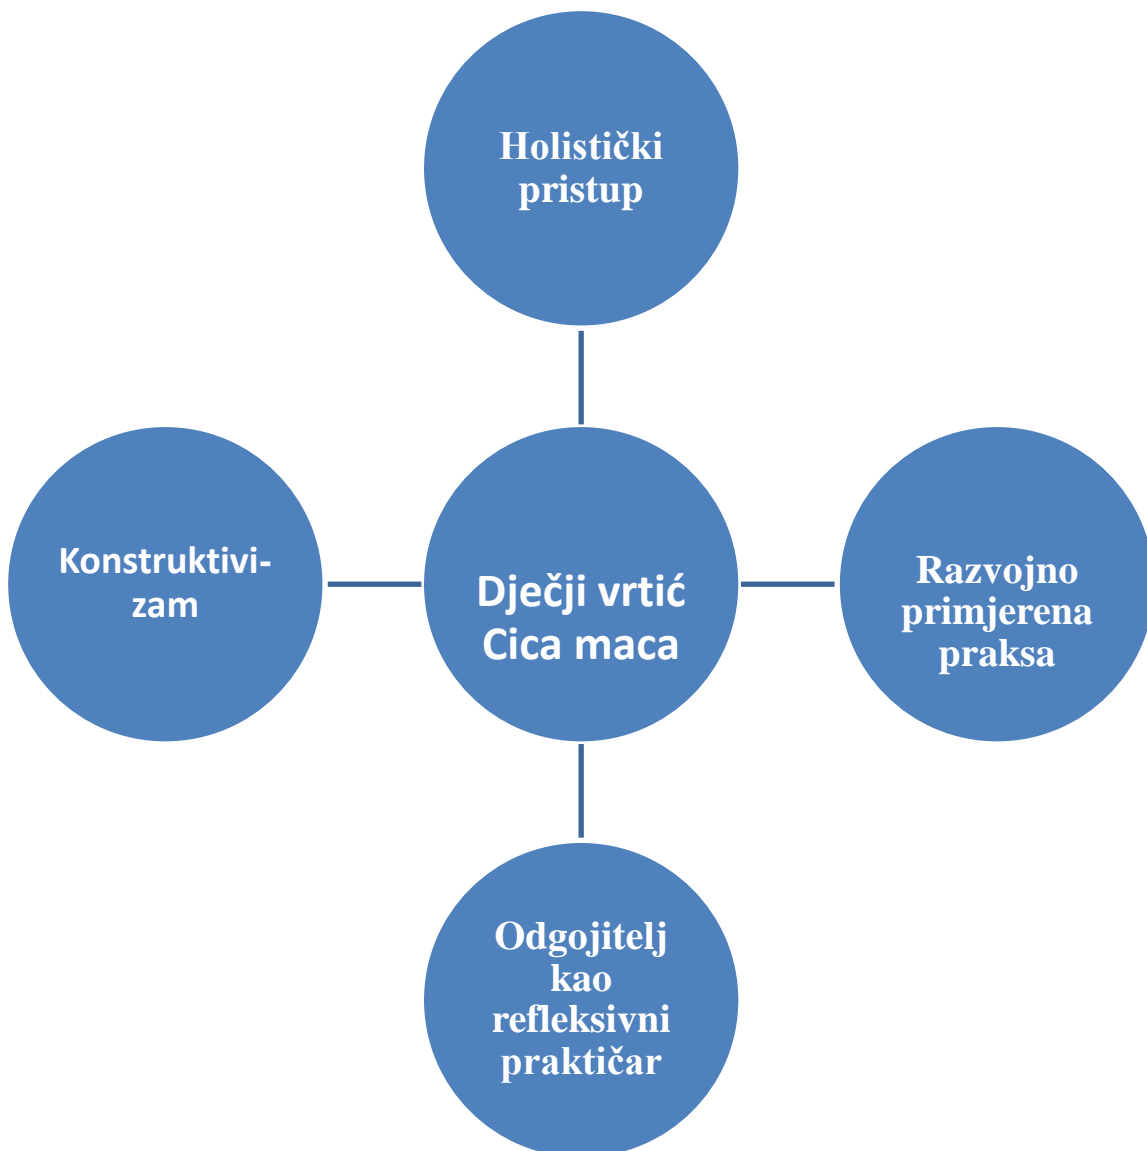 Holistički
pristup
Konstruktivi-
zam
Dječji vrtić
Cica maca
Razvojno
primjerena
praksa
Odgojitelj
kao
refleksivni
praktičar